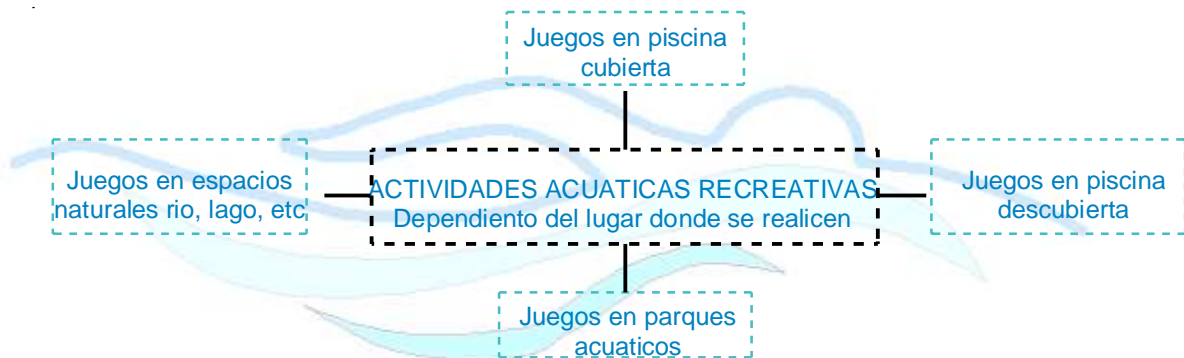 Juegos en piscina
cubierta
Juegos en espacios
naturales rio, lago, etc
ACTIVIDADES ACUATICAS RECREATIVAS
Dependiento del lugar donde se realicen
Juegos en piscina
descubierta
Juegos en parques
acuaticos